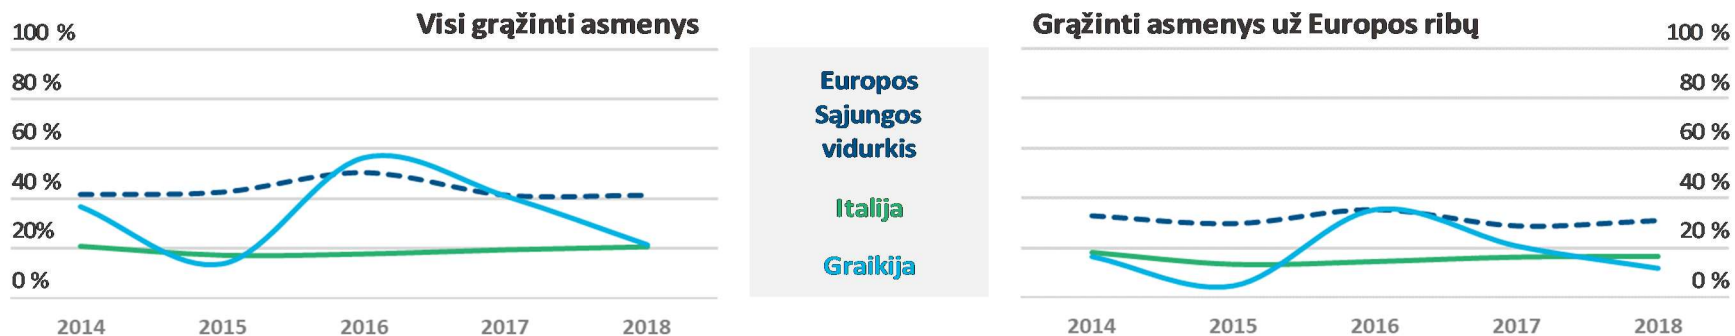 Visi grąžinti asmenys
100 %
80 %
60 %
40 %
20%
0 %
2014 2015 2016 2017 2018
Europos
Sąjungos
vidurkis
Italija
Graikija
Grąžinti asmenys už Europos ribų
100 %
80 %
60 %
40 %
20 %
0 %
2014 2015 2016 2017 2018